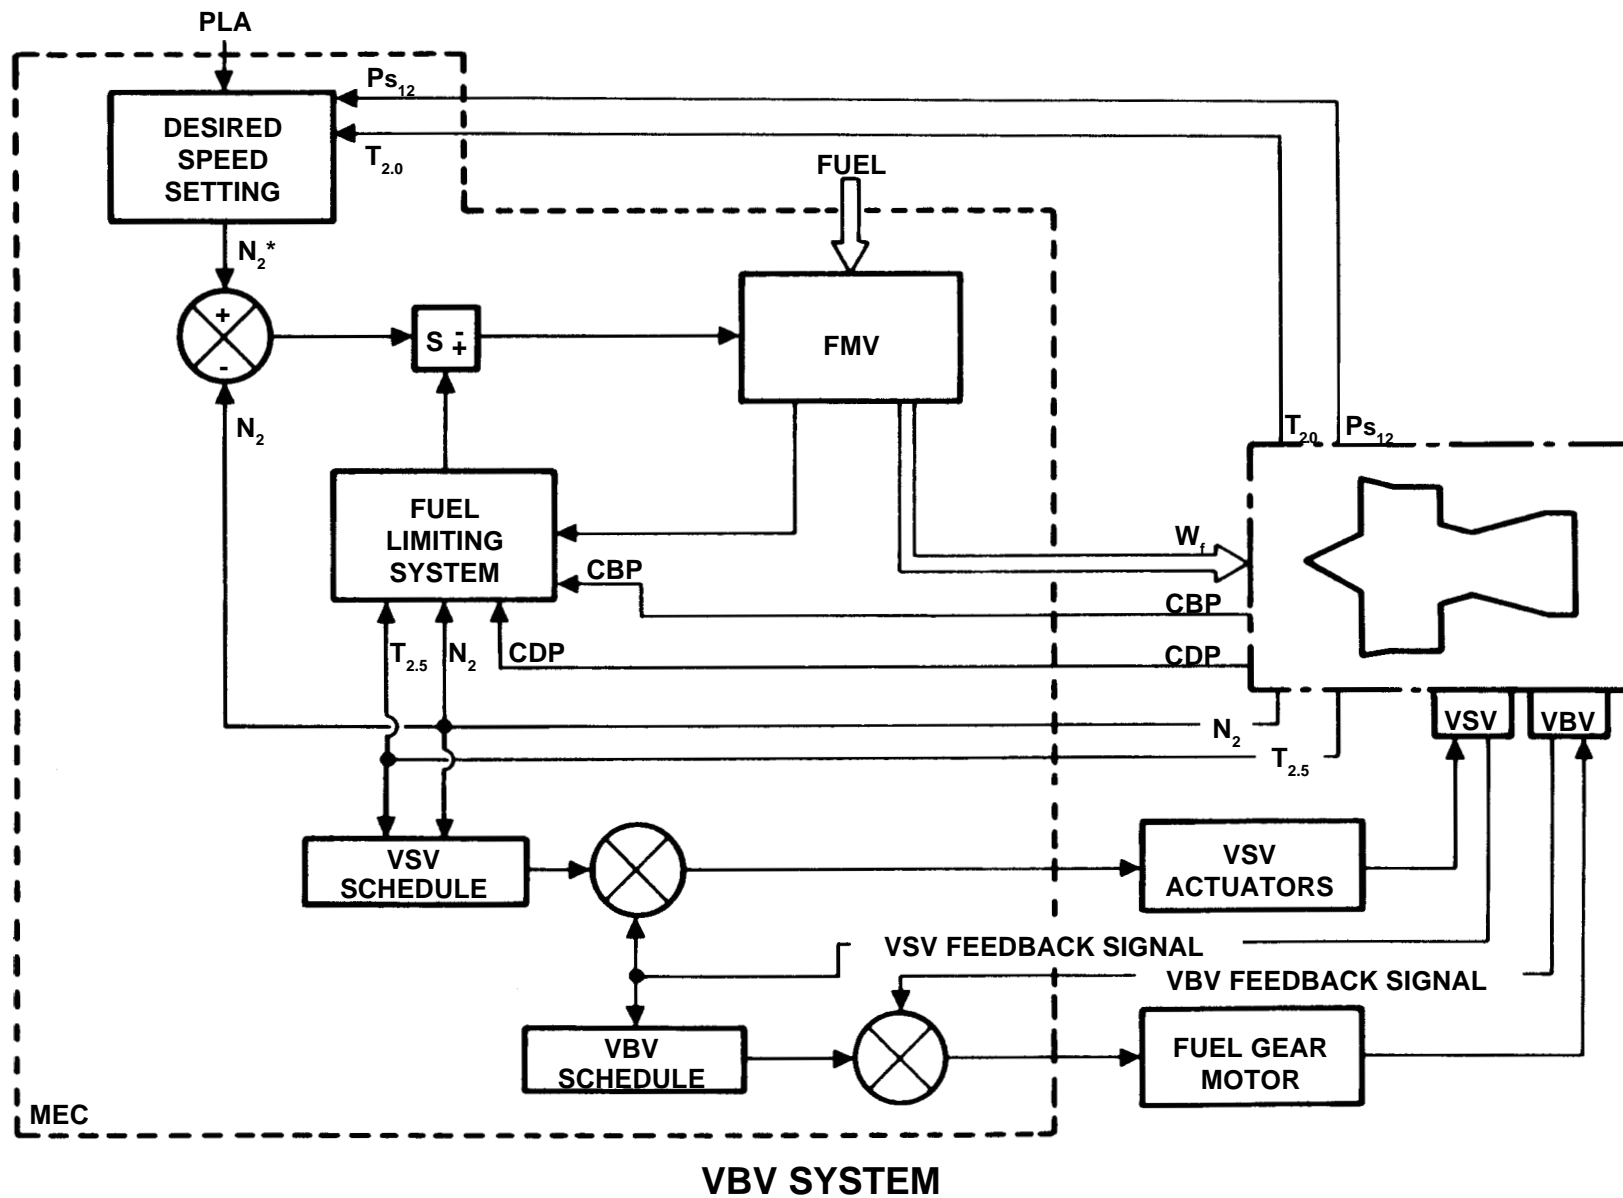 PLA
Ps12
DESIRED
SPEED
SETTING
T2.0
FUEL
N2*
+
-
S -
+
FMV
N2
T20
Ps12
FUEL
LIMITING
SYSTEM
Wf
CBP
CBP
T2.5
N2
CDP
CDP
N2
VSV
VBV
T2.5
VSV
SCHEDULE
VSV
ACTUATORS
VSV FEEDBACK SIGNAL
VBV FEEDBACK SIGNAL
VBV
SCHEDULE
FUEL GEAR
MOTOR
MEC
VBV SYSTEM